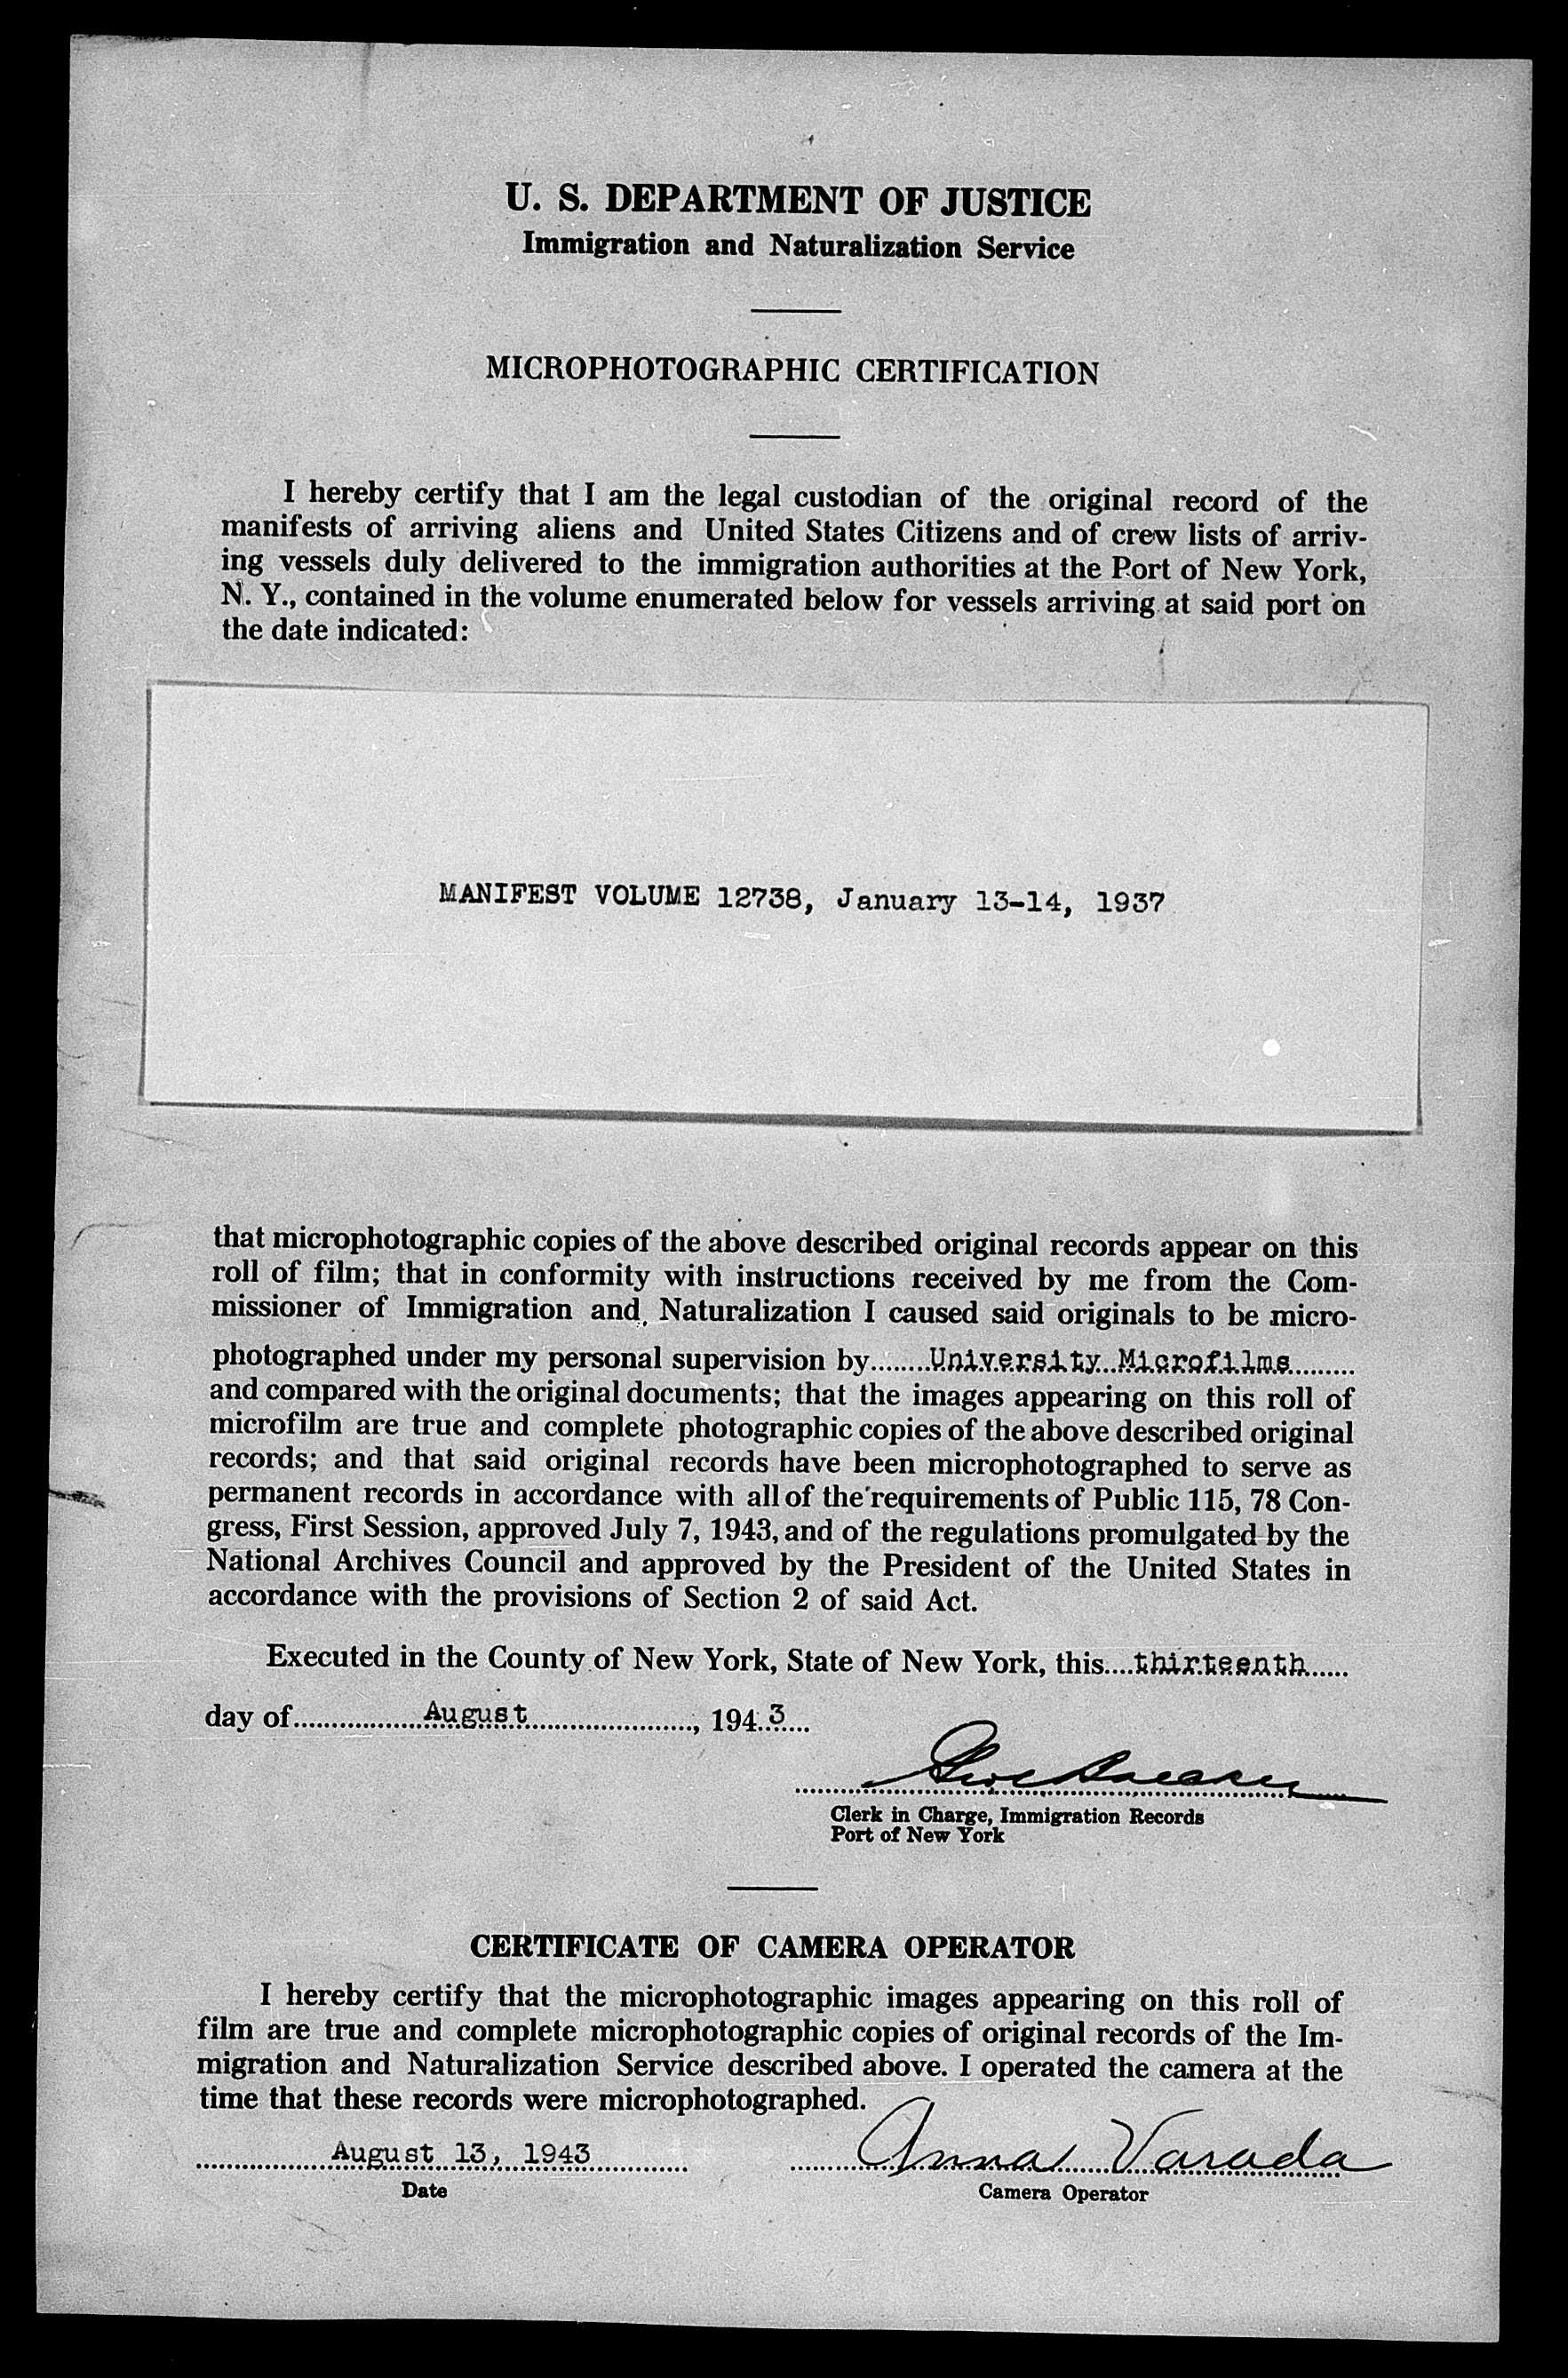 U. S. DEPARTMENT OF JUSTICE
Immigration and Naturalization Service
MICROPHOTOGRAPHIC CERTIFICATION
I hereby certify that I am the legal custodian of the original record of the
manifests of arriving aliens and United States Citizens and of crew lists of arriv-
ing vessels duly delivered to the immigration authorities at the Port of New York,
N. Y., contained in the volume enumerated below for vessels arriving at said port on
the date indicated:
MANIFEST VOLUME 12738, January 13-14, 1937
that microphotographic copies of the above described original records appear on this
roll of film; that in conformity with instructions received by me from the Com-
missioner of Immigration and Naturalization I caused said originals to be micro-
photographed under my personal supervision by........University Microfilms.........
and compared with the original documents; that the images appearing on this roll of
microfilm are true and complete photographic copies of the above described original
records; and that said original records have been microphotographed to serve as
permanent records in accordance with all of the requirements of Public 115, 78 Con-
gress, First Session, approved July 7, 1943, and of the regulations promulgated by the
National Archives Council and approved by the President of the United States in
accordance with the provisions of Section 2 of said Act.
Executed in the County of New York, State of New York, this....thirteenth......
day of..................August......................., 194..3....
Clerk in Charge, Immigration Records
Port of New York
CERTIFICATE OF CAMERA OPERATOR
I hereby certify that the microphotographic images appearing on this roll of
film are true and complete microphotographic copies of original records of the Im-
migration and Naturalization Service described above. I operated the camera at the
time that these records were microphotographed.
August 13, 1943 Anna Varada
Date Camera Operator